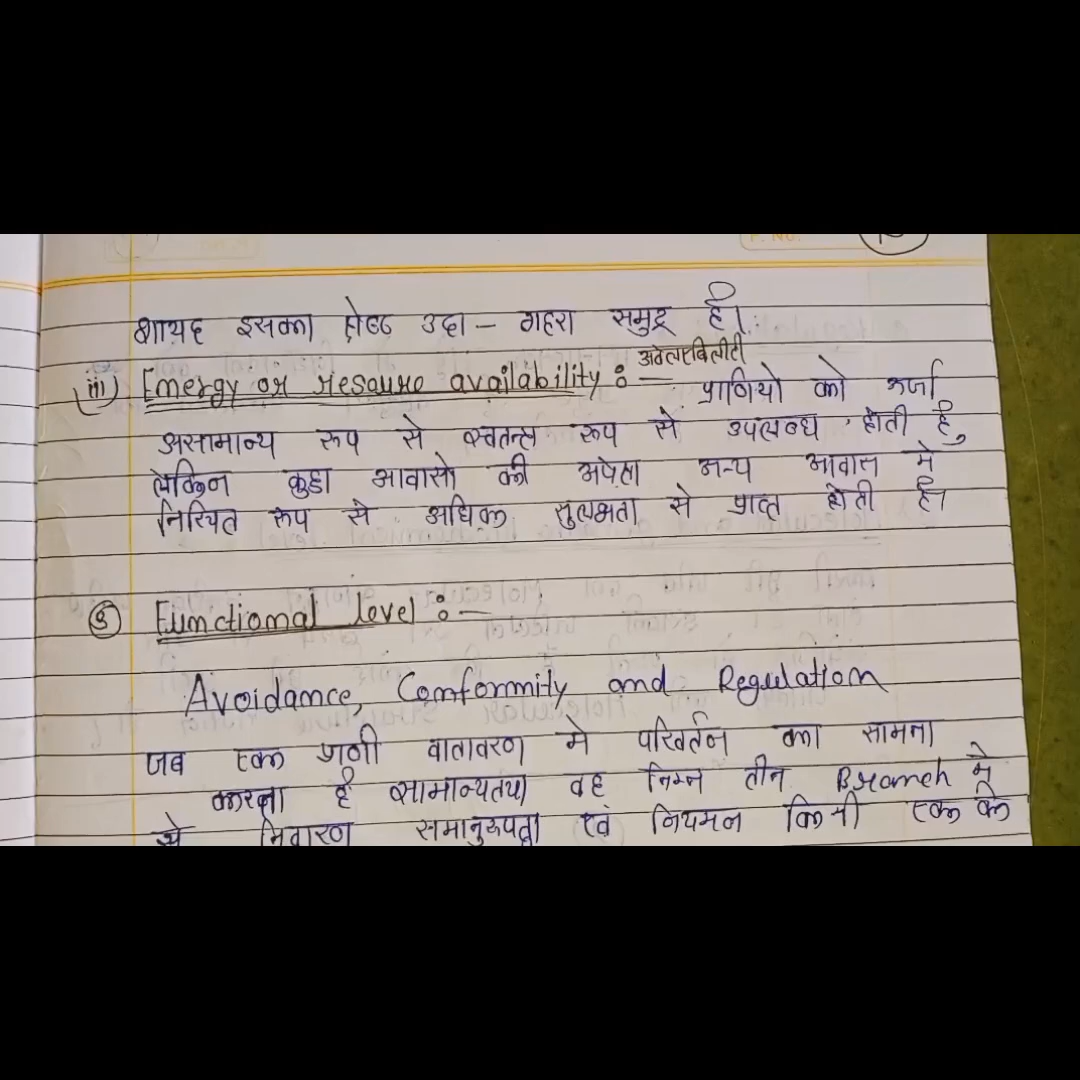 शायद इसका होब्ट उदा – गहरा समुद्र है।
अवेलएबिलीटी
(iii) Energy or resource availability :— प्राणियो को ऊर्जा
असामान्य रूप से स्वतन्त्र रूप से उपलब्ध होती है,
लेकिन कुछ आवासो की अपेक्षा अन्य आवास मे
निश्चित रूप से अधिक सुलभता से प्राप्त होती है।
③ Functional level :—
Avoidance, Conformity and Regulation
जब एक प्राणी वातावरण मे परिवर्तन का सामना
करता है सामान्यतया वह निम्न तीन Branch मे
से निवारण समानुरूपता एवं नियमन किसी एक के